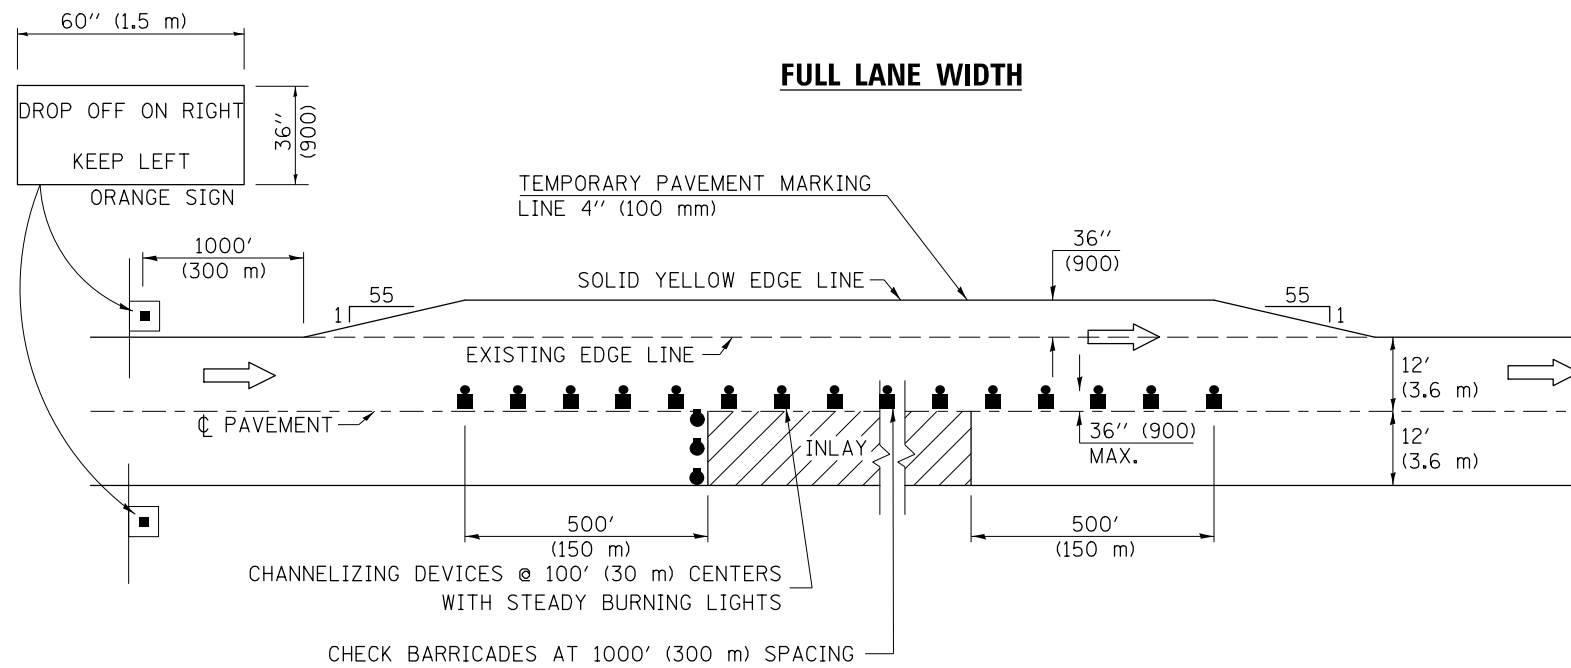 60" (1.5 m)
FULL LANE WIDTH
DROP OFF ON RIGHT
KEEP LEFT
36"
(900)
ORANGE SIGN
TEMPORARY PAVEMENT MARKING
LINE 4" (100 mm)
1000'
(300 m)
36"
(900)
SOLID YELLOW EDGE LINE
55
1
55
1
EXISTING EDGE LINE
12'
(3.6 m)
℄ PAVEMENT
36" (900)
MAX.
INLAY
12'
(3.6 m)
500'
(150 m)
500'
(150 m)
CHANNELIZING DEVICES @ 100' (30 m) CENTERS
WITH STEADY BURNING LIGHTS
CHECK BARRICADES AT 1000' (300 m) SPACING